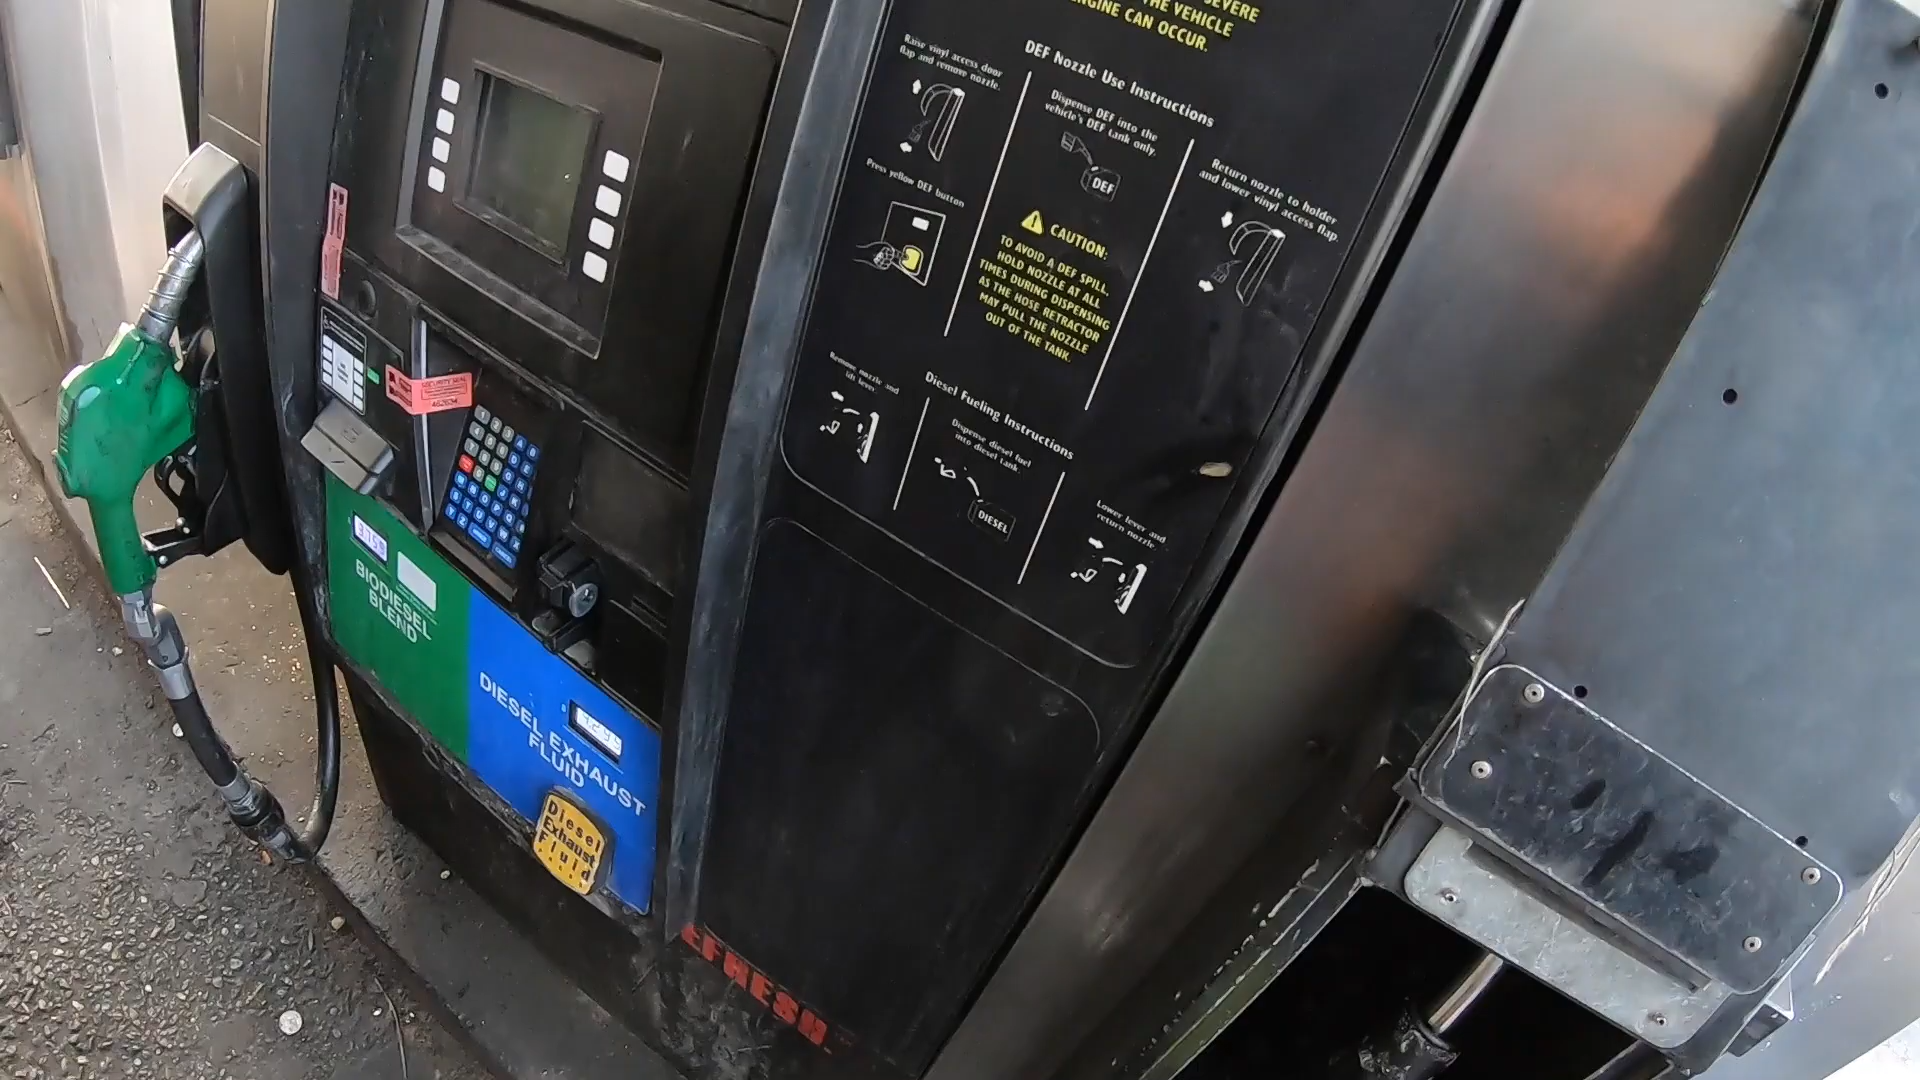 SEVERE
THE VEHICLE
ENGINE CAN OCCUR.
DEF Nozzle Use Instructions
Raise vinyl access door
flap and remove nozzle.
Press yellow DEF button
Dispense DEF into the
vehicle's DEF tank only.
DEF
CAUTION:
TO AVOID A DEF SPILL,
HOLD NOZZLE AT ALL
TIMES DURING DISPENSING
AS THE HOSE RETRACTOR
MAY PULL THE NOZZLE
OUT OF THE TANK.
Return nozzle to holder
and lower vinyl access flap.
Diesel Fueling Instructions
Remove nozzle and
lift lever.
Dispense diesel fuel
into diesel tank.
DIESEL
Lower lever and
return nozzle.
SECURITY SEAL
3.759
BIODIESEL
BLEND
DIESEL EXHAUST
FLUID
Diesel
Exhaust
Fluid